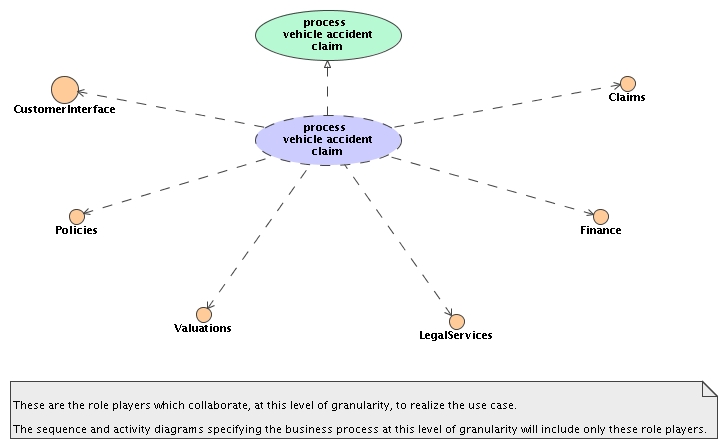 process
vehicle accident
claim
CustomerInterface
Claims
process
vehicle accident
claim
Policies
Finance
Valuations
LegalServices
These are the role players which collaborate, at this level of granularity, to realize the use case.
The sequence and activity diagrams specifying the business process at this level of granularity will include only these role players.